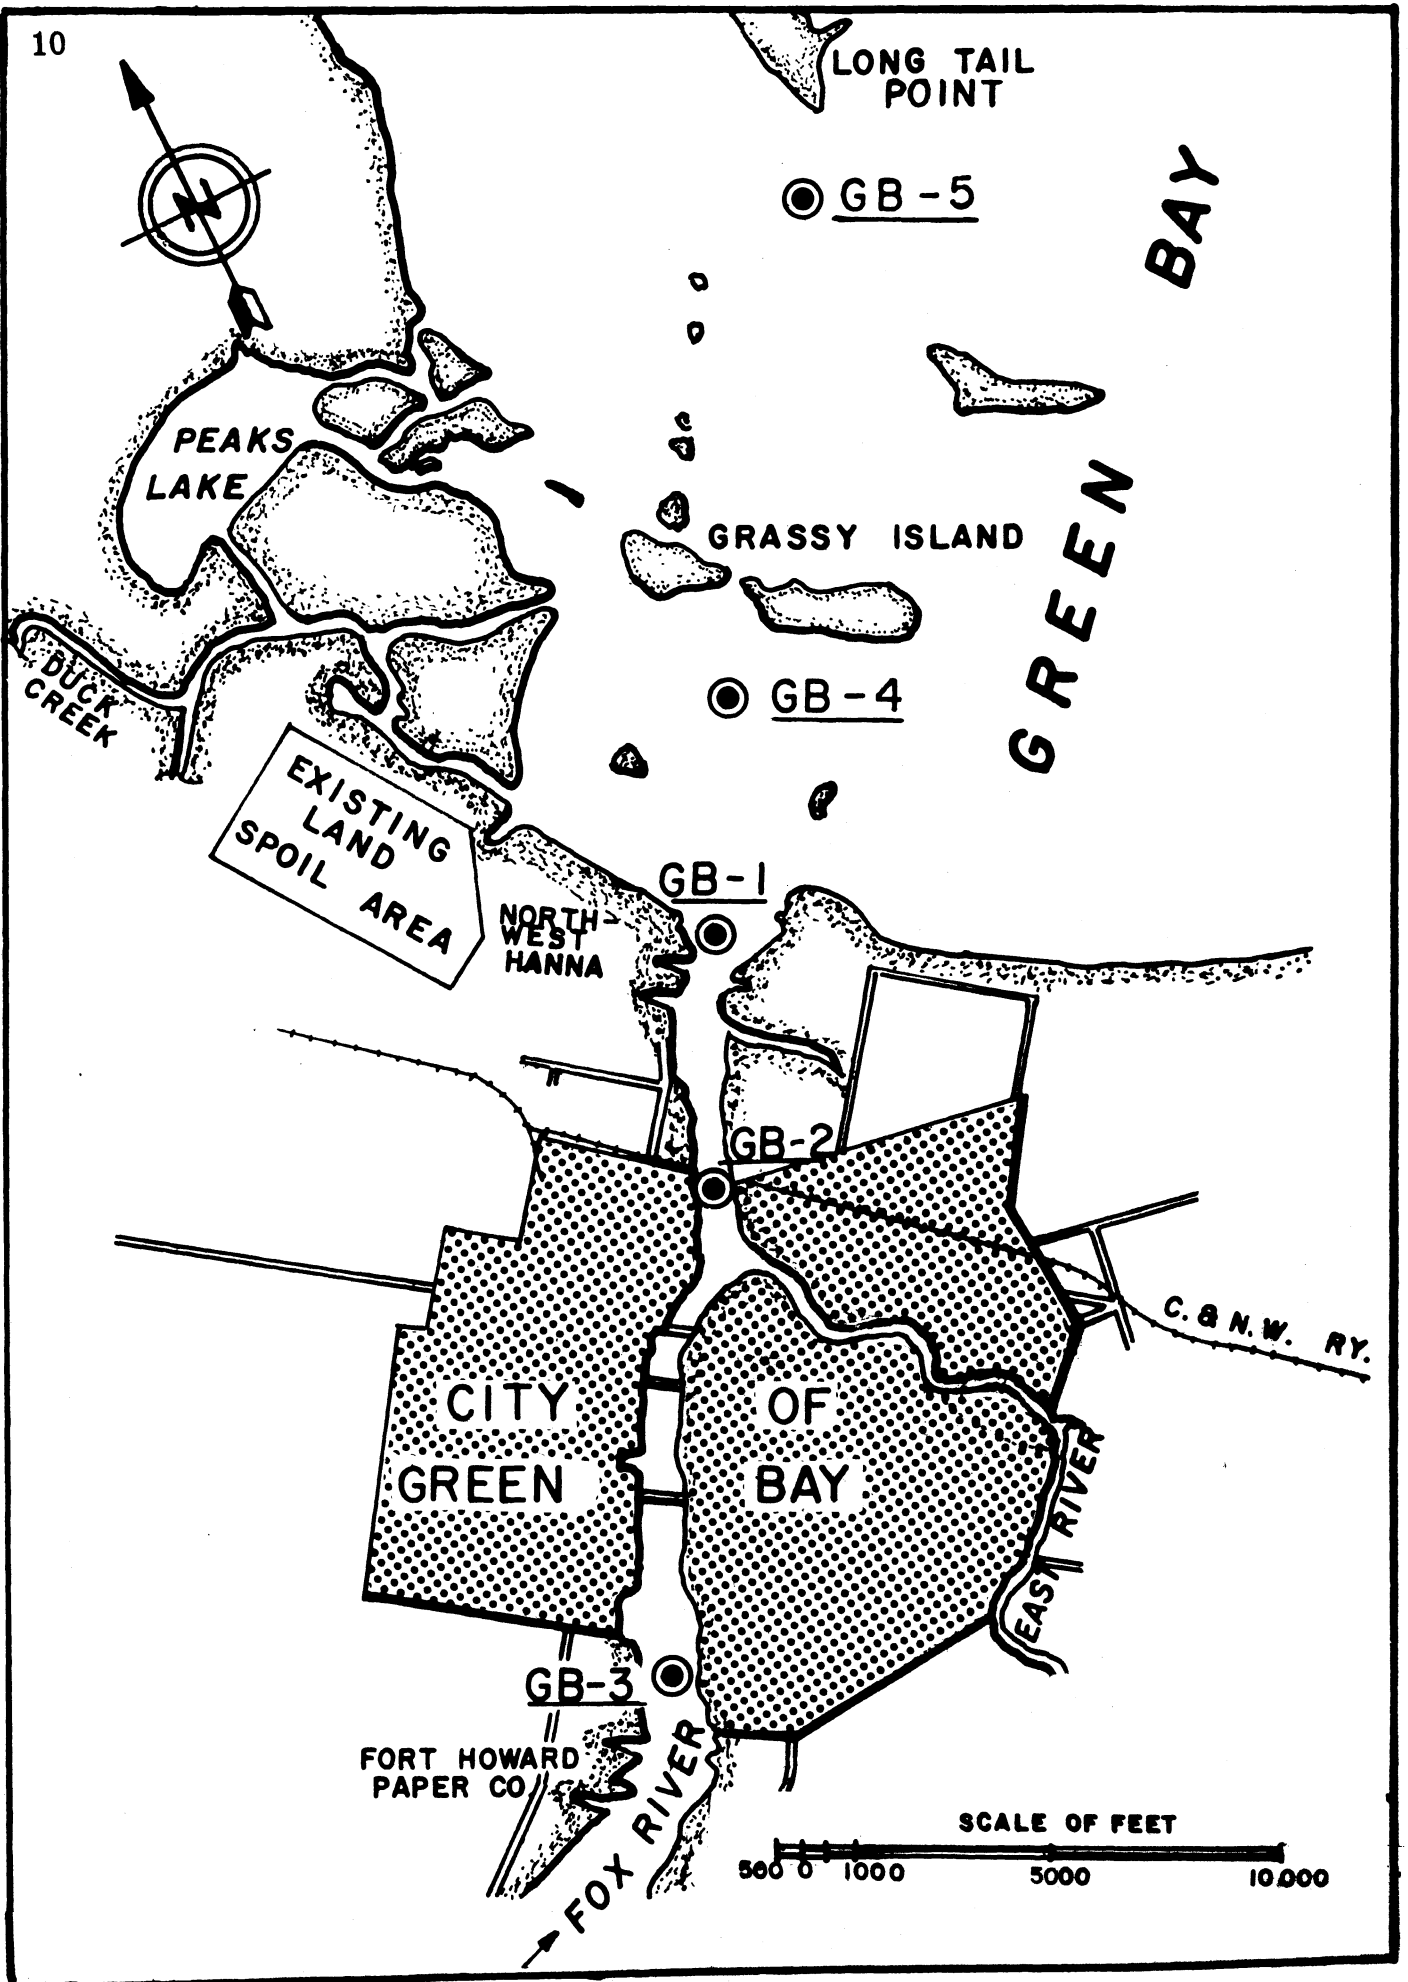 10
LONG TAIL
POINT
N
GB-5
BAY
GREEN
PEAKS
LAKE
GRASSY ISLAND
DUCK
CREEK
GB-4
EXISTING
LAND
SPOIL AREA
GB-1
NORTH-
WEST
HANNA
GB-2
C. & N.W. RY.
CITY OF
GREEN BAY
EAST RIVER
GB-3
FORT HOWARD
PAPER CO.
FOX RIVER
SCALE OF FEET
500 0 1000 5000 10,000